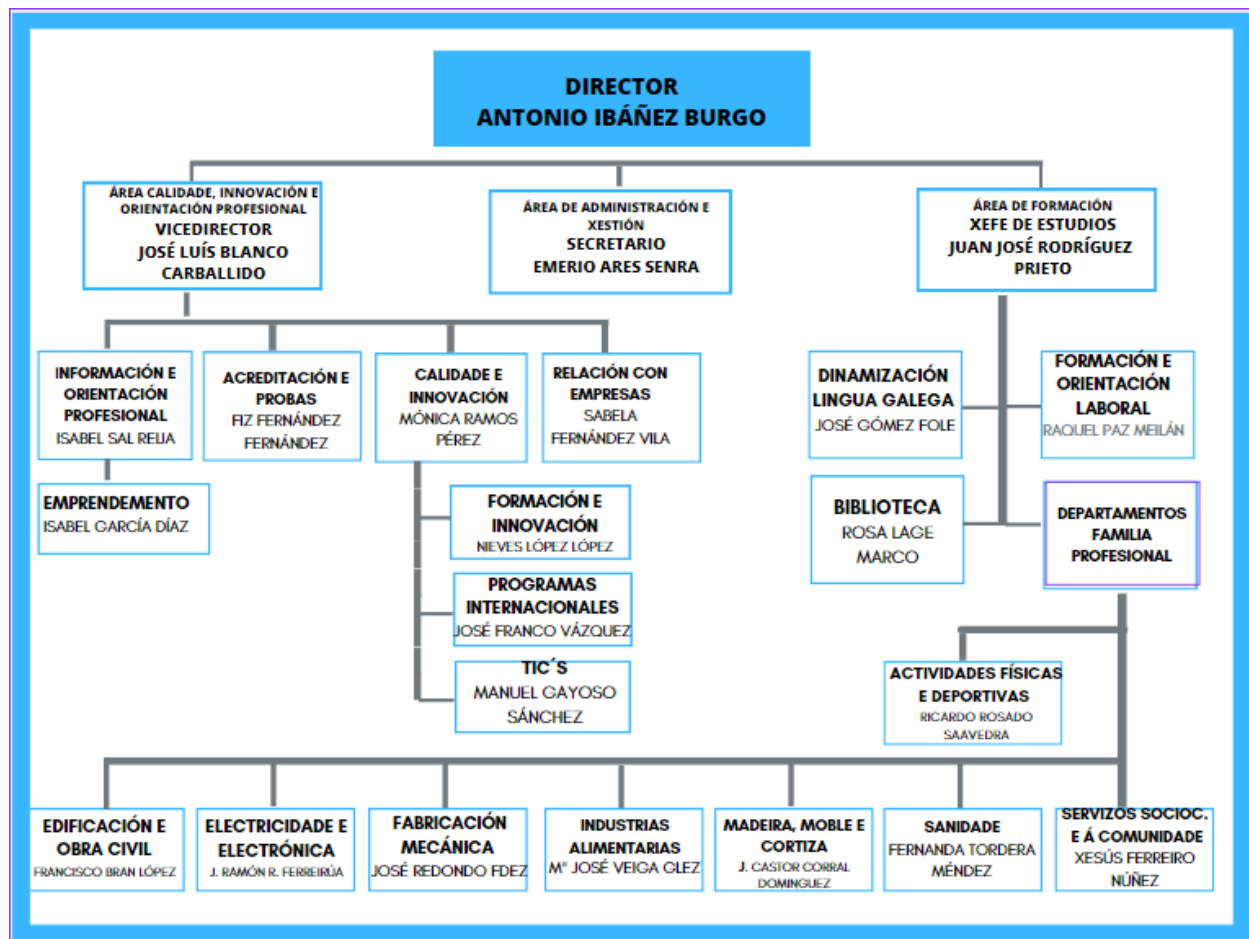 DIRECTOR
ANTONIO IBÁÑEZ BURGO
ÁREA CALIDADE, INNOVACIÓN E
ORIENTACIÓN PROFESIONAL
VICEDIRECTOR
JOSÉ LUÍS BLANCO
CARBALLIDO
ÁREA DE ADMINISTRACIÓN E
XESTIÓN
SECRETARIO
EMERIO ARES SENRA
ÁREA DE FORMACIÓN
XEFE DE ESTUDIOS
JUAN JOSÉ RODRÍGUEZ
PRIETO
INFORMACIÓN E
ORIENTACIÓN
PROFESIONAL
ISABEL SAL REIJA
ACREDITACIÓN E
PROBAS
FIZ FERNÁNDEZ
FERNÁNDEZ
CALIDADE E
INNOVACIÓN
MÓNICA RAMOS
PÉREZ
RELACIÓN CON
EMPRESAS
SABELA
FERNÁNDEZ VILA
DINAMIZACIÓN
LINGUA GALEGA
JOSÉ GÓMEZ FOLE
FORMACIÓN E
ORIENTACIÓN
LABORAL
RAQUEL PAZ MEILÁN
EMPRENDEMENTO
ISABEL GARCÍA DÍAZ
FORMACIÓN E
INNOVACIÓN
NIEVES LÓPEZ LÓPEZ
BIBLIOTECA
ROSA LAGE
MARCO
DEPARTAMENTOS
FAMILIA
PROFESIONAL
PROGRAMAS
INTERNACIONALES
JOSÉ FRANCO VÁZQUEZ
TIC´S
MANUEL GAYOSO
SÁNCHEZ
ACTIVIDADES FÍSICAS
E DEPORTIVAS
RICARDO ROSADO
SAAVEDRA
EDIFICACIÓN E
OBRA CIVIL
FRANCISCO BRAN LÓPEZ
ELECTRICIDADE E
ELECTRÓNICA
J. RAMÓN R. FERREIRÚA
FABRICACIÓN
MECÁNICA
JOSÉ REDONDO FDEZ
INDUSTRIAS
ALIMENTARIAS
Mª JOSÉ VEIGA GLEZ
MADEIRA, MOBLE E
CORTIZA
J. CASTOR CORRAL
DOMINGUEZ
SANIDADE
FERNANDA TORDERA
MÉNDEZ
SERVIZOS SOCIOC.
E Á COMUNIDADE
XESÚS FERREIRO
NÚÑEZ